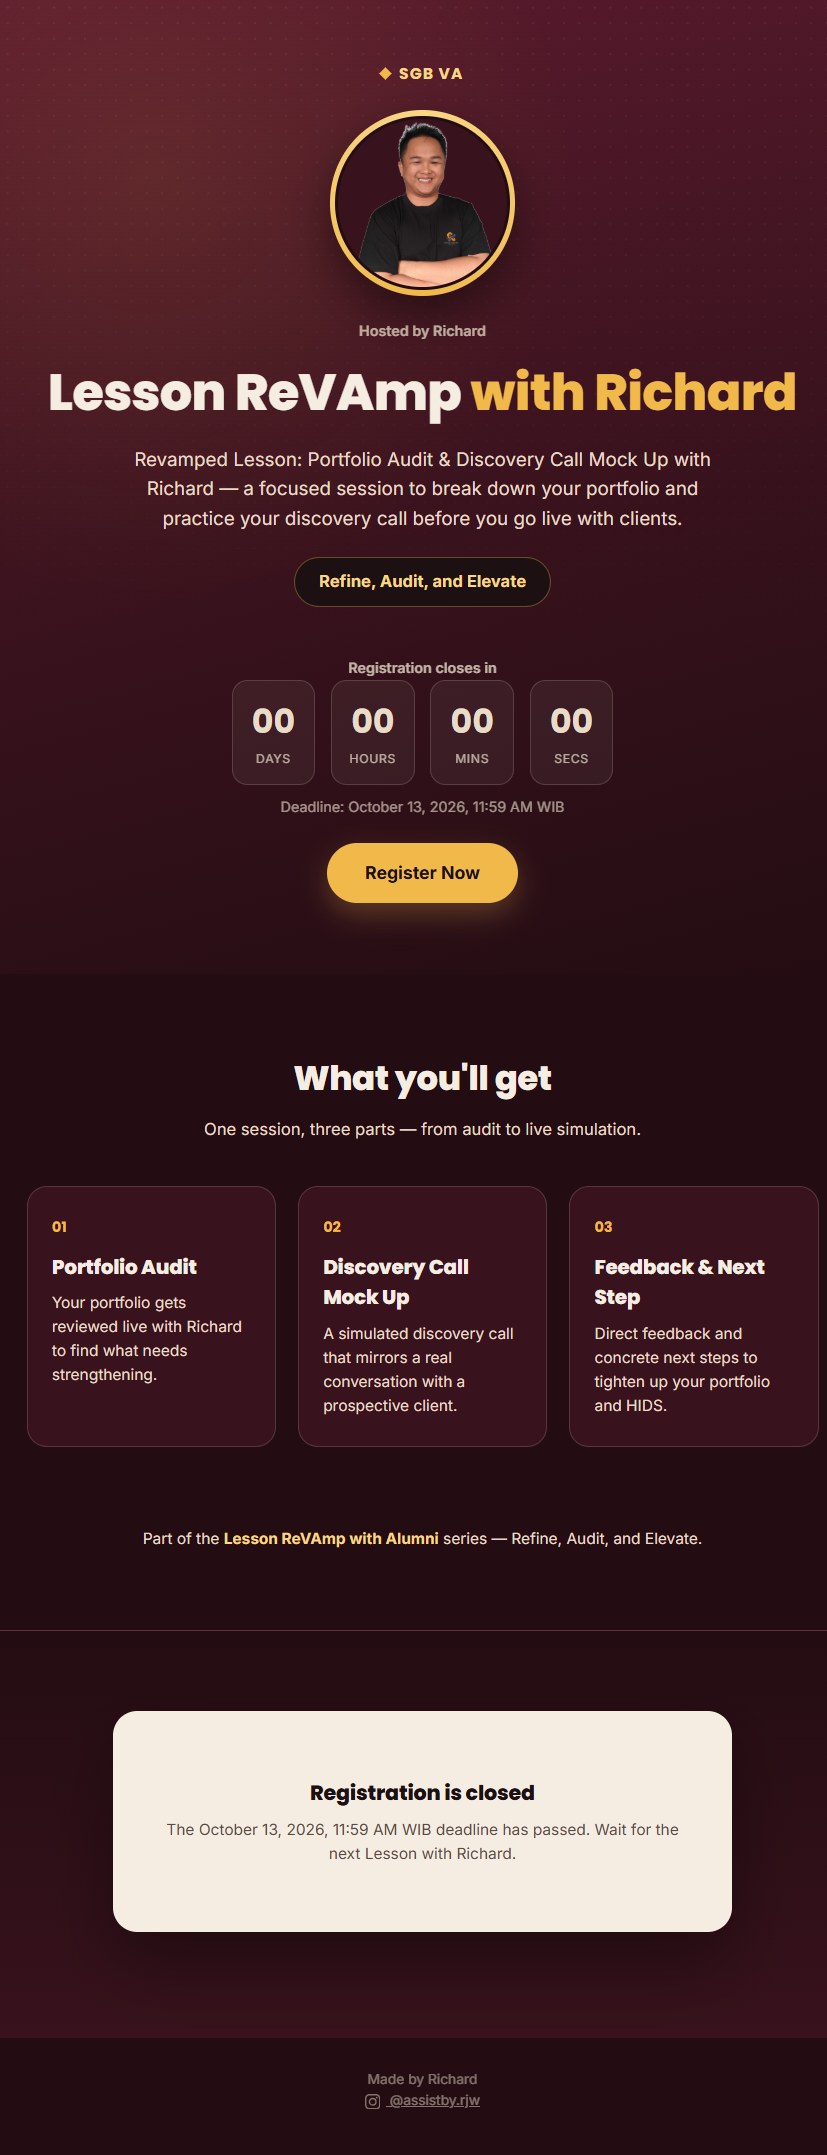 SGB VA
Hosted by Richard
Lesson ReVAmp with Richard
Revamped Lesson: Portfolio Audit & Discovery Call Mock Up with
Richard — a focused session to break down your portfolio and
practice your discovery call before you go live with clients.
Refine, Audit, and Elevate
Registration closes in
00 00 00 00
DAYS HOURS MINS SECS
Deadline: October 13, 2026, 11:59 AM WIB
Register Now
What you'll get
One session, three parts — from audit to live simulation.
01
Portfolio Audit
Your portfolio gets
reviewed live with Richard
to find what needs
strengthening.
02
Discovery Call
Mock Up
A simulated discovery call
that mirrors a real
conversation with a
prospective client.
03
Feedback & Next
Step
Direct feedback and
concrete next steps to
tighten up your portfolio
and HIDS.
Part of the Lesson ReVAmp with Alumni series — Refine, Audit, and Elevate.
Registration is closed
The October 13, 2026, 11:59 AM WIB deadline has passed. Wait for the
next Lesson with Richard.
Made by Richard
@assistby.rjw